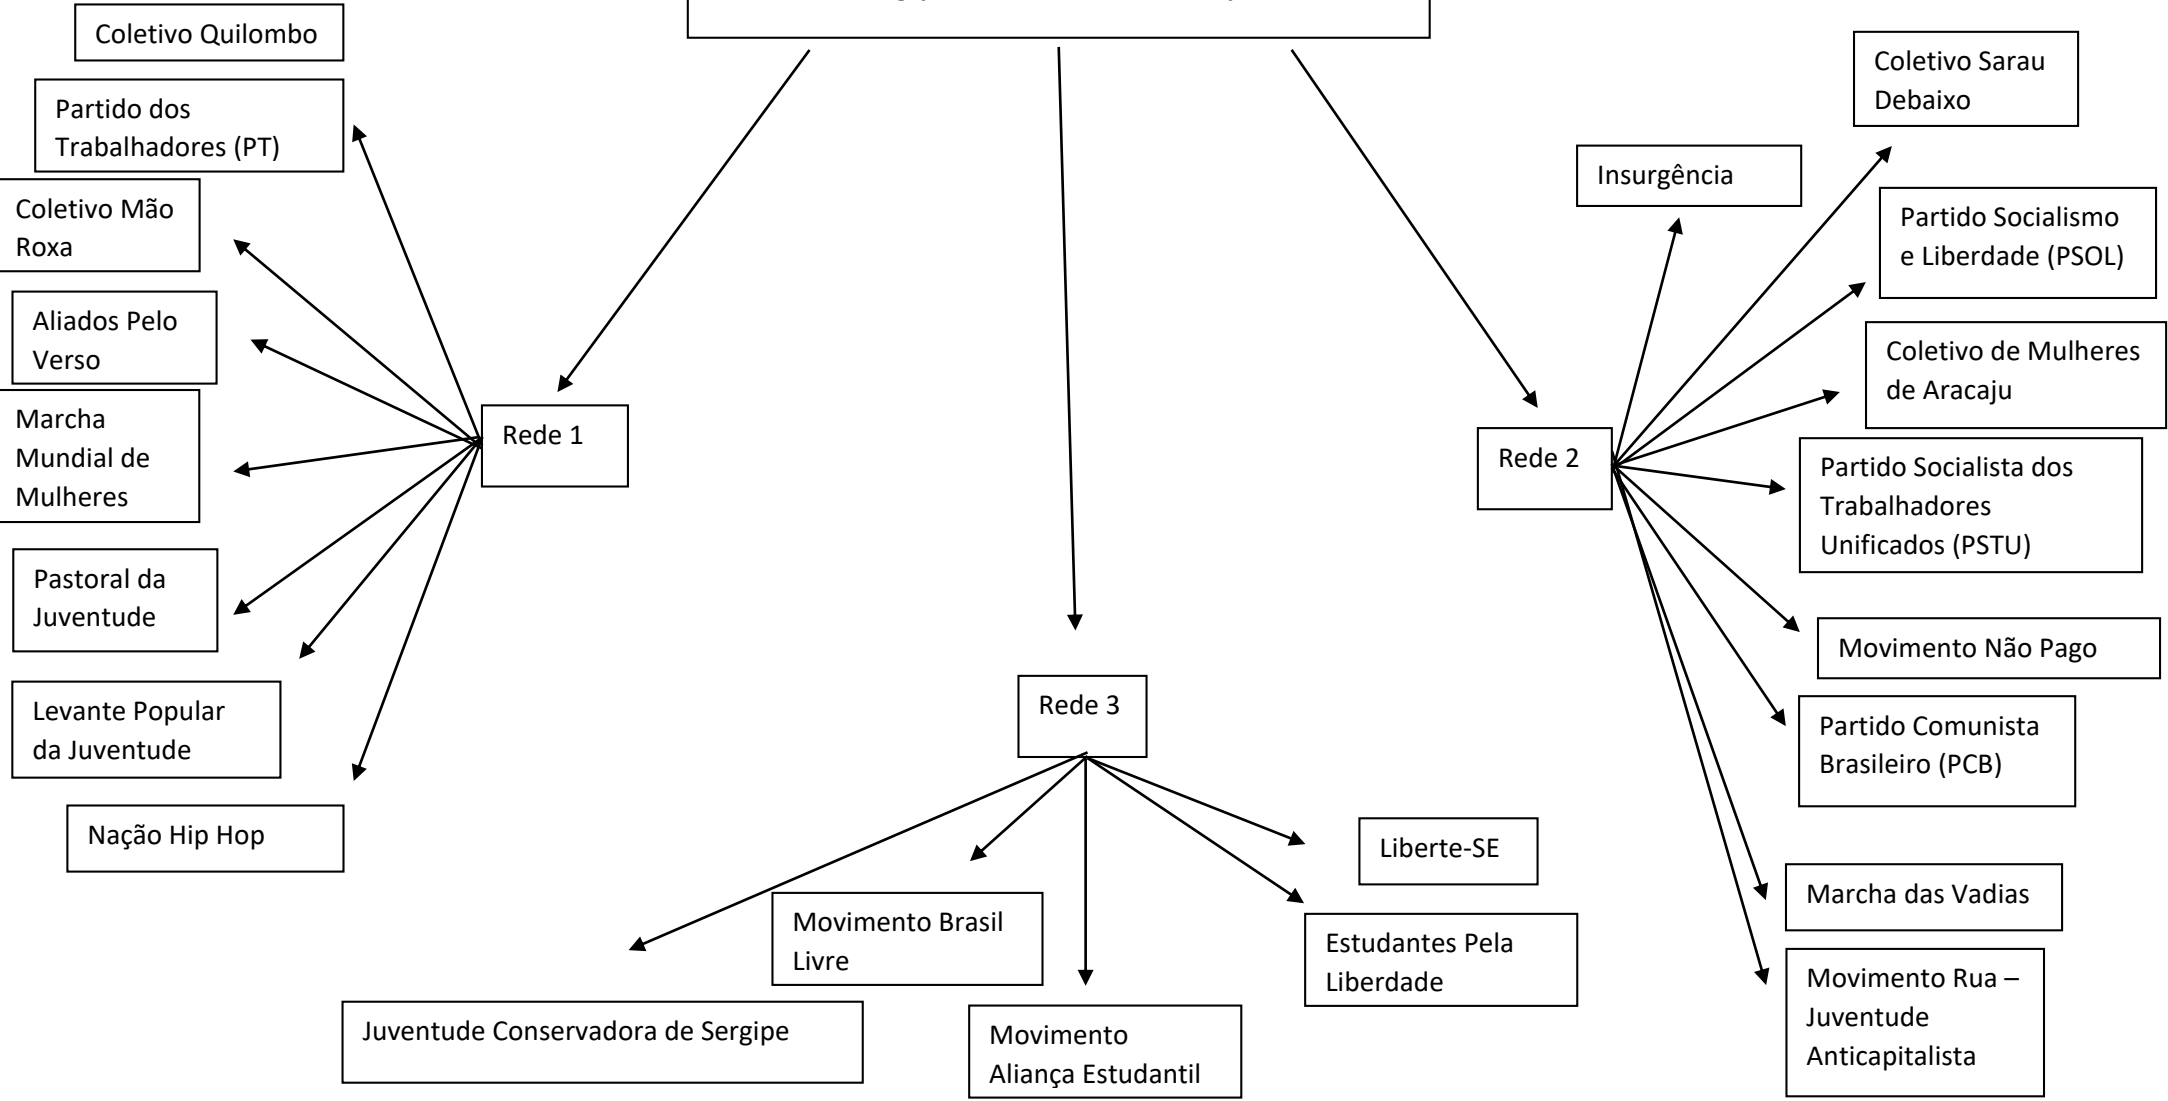 Coletivo Quilombo
Partido dos
Trabalhadores (PT)
Coletivo Mão
Roxa
Aliados Pelo
Verso
Marcha
Mundial de
Mulheres
Pastoral da
Juventude
Levante Popular
da Juventude
Nação Hip Hop
Rede 1
Rede 3
Juventude Conservadora de Sergipe
Movimento Brasil
Livre
Movimento
Aliança Estudantil
Liberte-SE
Estudantes Pela
Liberdade
Rede 2
Insurgência
Coletivo Sarau
Debaixo
Partido Socialismo
e Liberdade (PSOL)
Coletivo de Mulheres
de Aracaju
Partido Socialista dos
Trabalhadores
Unificados (PSTU)
Movimento Não Pago
Partido Comunista
Brasileiro (PCB)
Marcha das Vadias
Movimento Rua –
Juventude
Anticapitalista